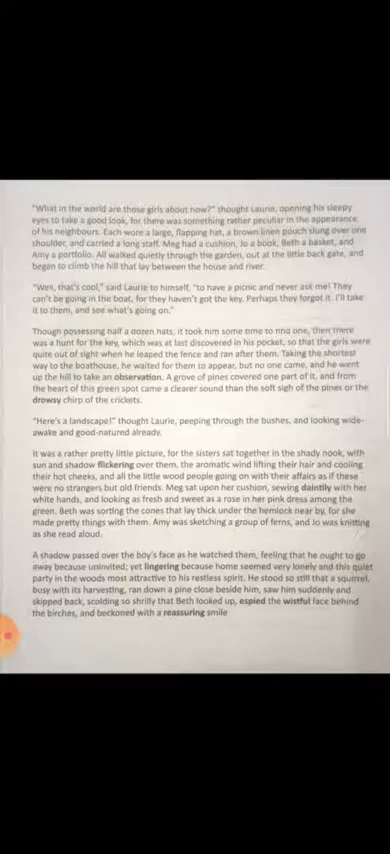 "What in the world are those girls about now?" thought Laurie, opening his sleepy
eyes to take a good look, for there was something rather peculiar in the appearance
of his neighbours. Each wore a large, flapping hat, a brown linen pouch slung over one
shoulder, and carried a long staff. Meg had a cushion, Jo a book, Beth a basket, and
Amy a portfolio. All walked quietly through the garden, out at the little back gate, and
began to climb the hill that lay between the house and river.
"Well, that's cool," said Laurie to himself, "to have a picnic and never ask me! They
can't be going in the boat, for they haven't got the key. Perhaps they forgot it. I'll take
it to them, and see what's going on."
Though possessing half a dozen hats, it took him some time to find one, then there
was a hunt for the key, which was at last discovered in his pocket, so that the girls were
quite out of sight when he leaped the fence and ran after them. Taking the shortest
way to the boathouse, he waited for them to appear, but no one came, and he went
up the hill to take an observation. A grove of pines covered one part of it, and from
the heart of this green spot came a clearer sound than the soft sigh of the pines or the
drowsy chirp of the crickets.
"Here's a landscape!" thought Laurie, peeping through the bushes, and looking wide-
awake and good-natured already.
It was a rather pretty little picture, for the sisters sat together in the shady nook, with
sun and shadow flickering over them, the aromatic wind lifting their hair and cooling
their hot cheeks, and all the little wood people going on with their affairs as if these
were no strangers but old friends. Meg sat upon her cushion, sewing daintily with her
white hands, and looking as fresh and sweet as a rose in her pink dress among the
green. Beth was sorting the cones that lay thick under the hemlock near by, for she
made pretty things with them. Amy was sketching a group of ferns, and Jo was knitting
as she read aloud.
A shadow passed over the boy's face as he watched them, feeling that he ought to go
away because uninvited; yet lingering because home seemed very lonely and this quiet
party in the woods most attractive to his restless spirit. He stood so still that a squirrel,
busy with its harvesting, ran down a pine close beside him, saw him suddenly and
skipped back, scolding so shrilly that Beth looked up, espied the wistful face behind
the birches, and beckoned with a reassuring smile